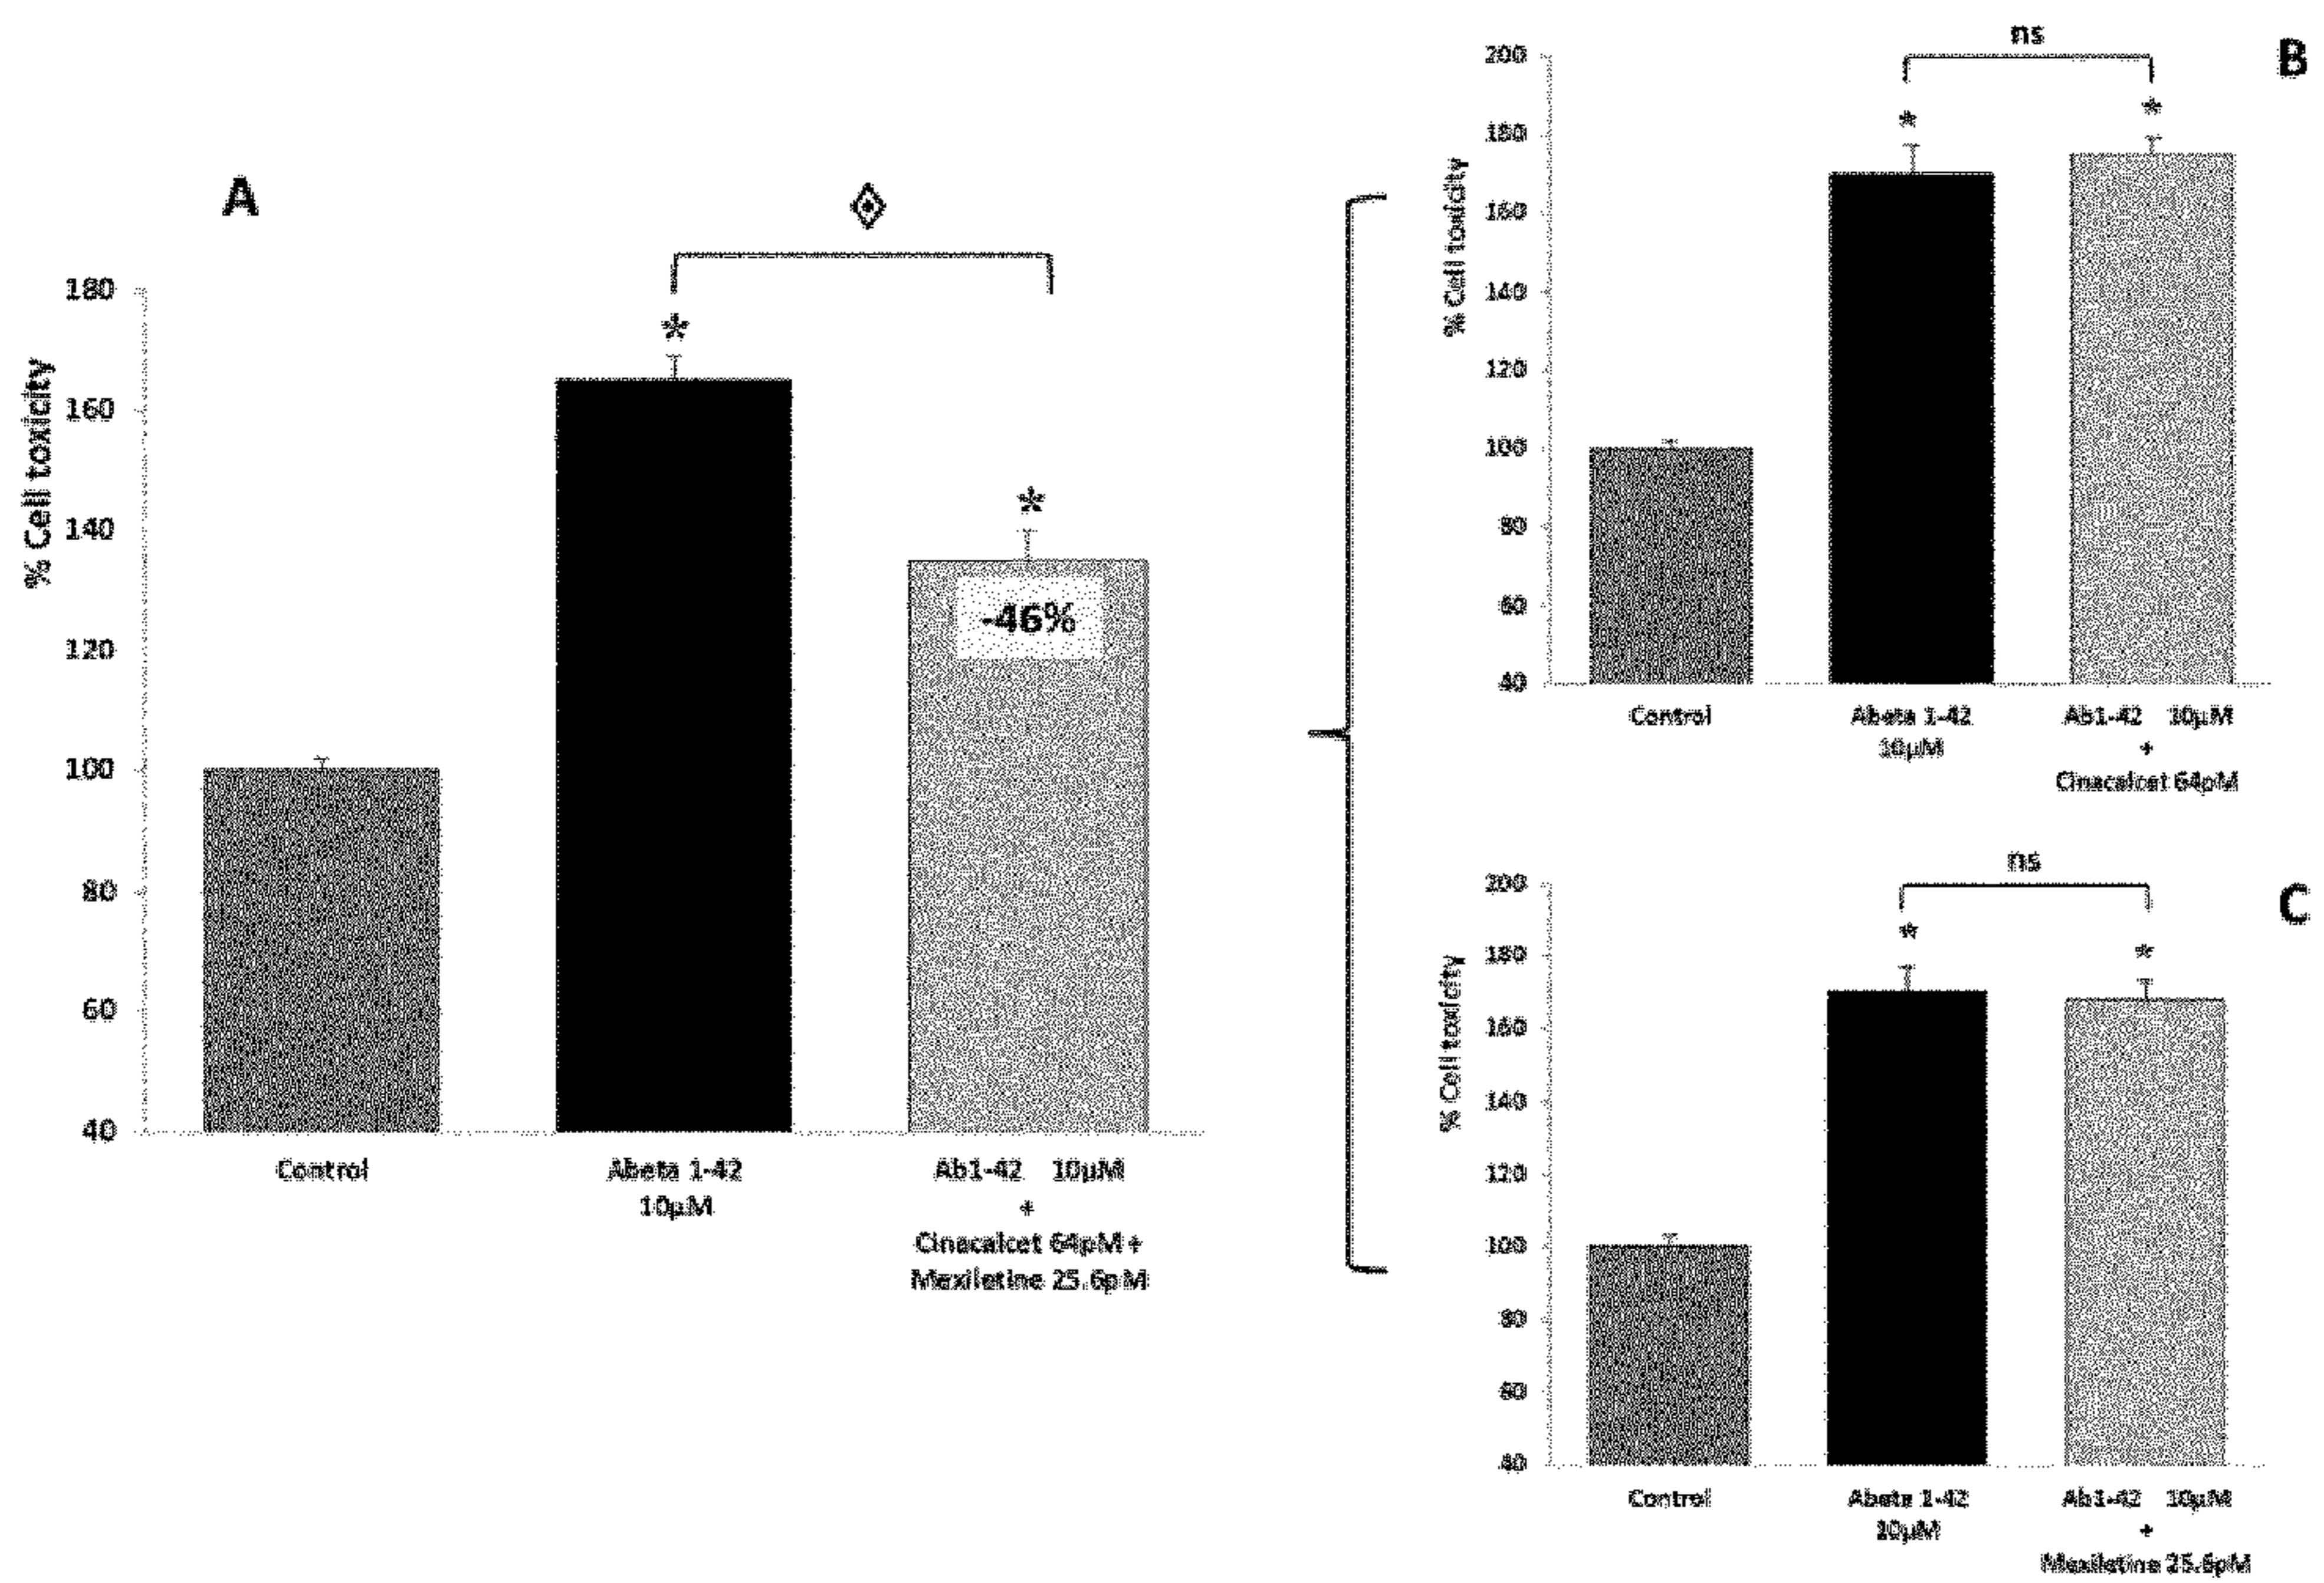 A
% Cell toxicity
180
160
140
120
100
80
60
40
*
*
-46%
Control
Abeta 1-42
10µM
Ab1-42 10µM
+
Cinacalcet 64pM +
Mexiletine 25.6pM
B
ns
% Cell toxicity
200
180
160
140
120
100
80
60
40
*
*
Control
Abeta 1-42
10µM
Ab1-42 10µM
+
Cinacalcet 64pM
C
ns
% Cell toxicity
200
180
160
140
120
100
80
60
40
*
*
Control
Abeta 1-42
10µM
Ab1-42 10µM
+
Mexiletine 25.6pM